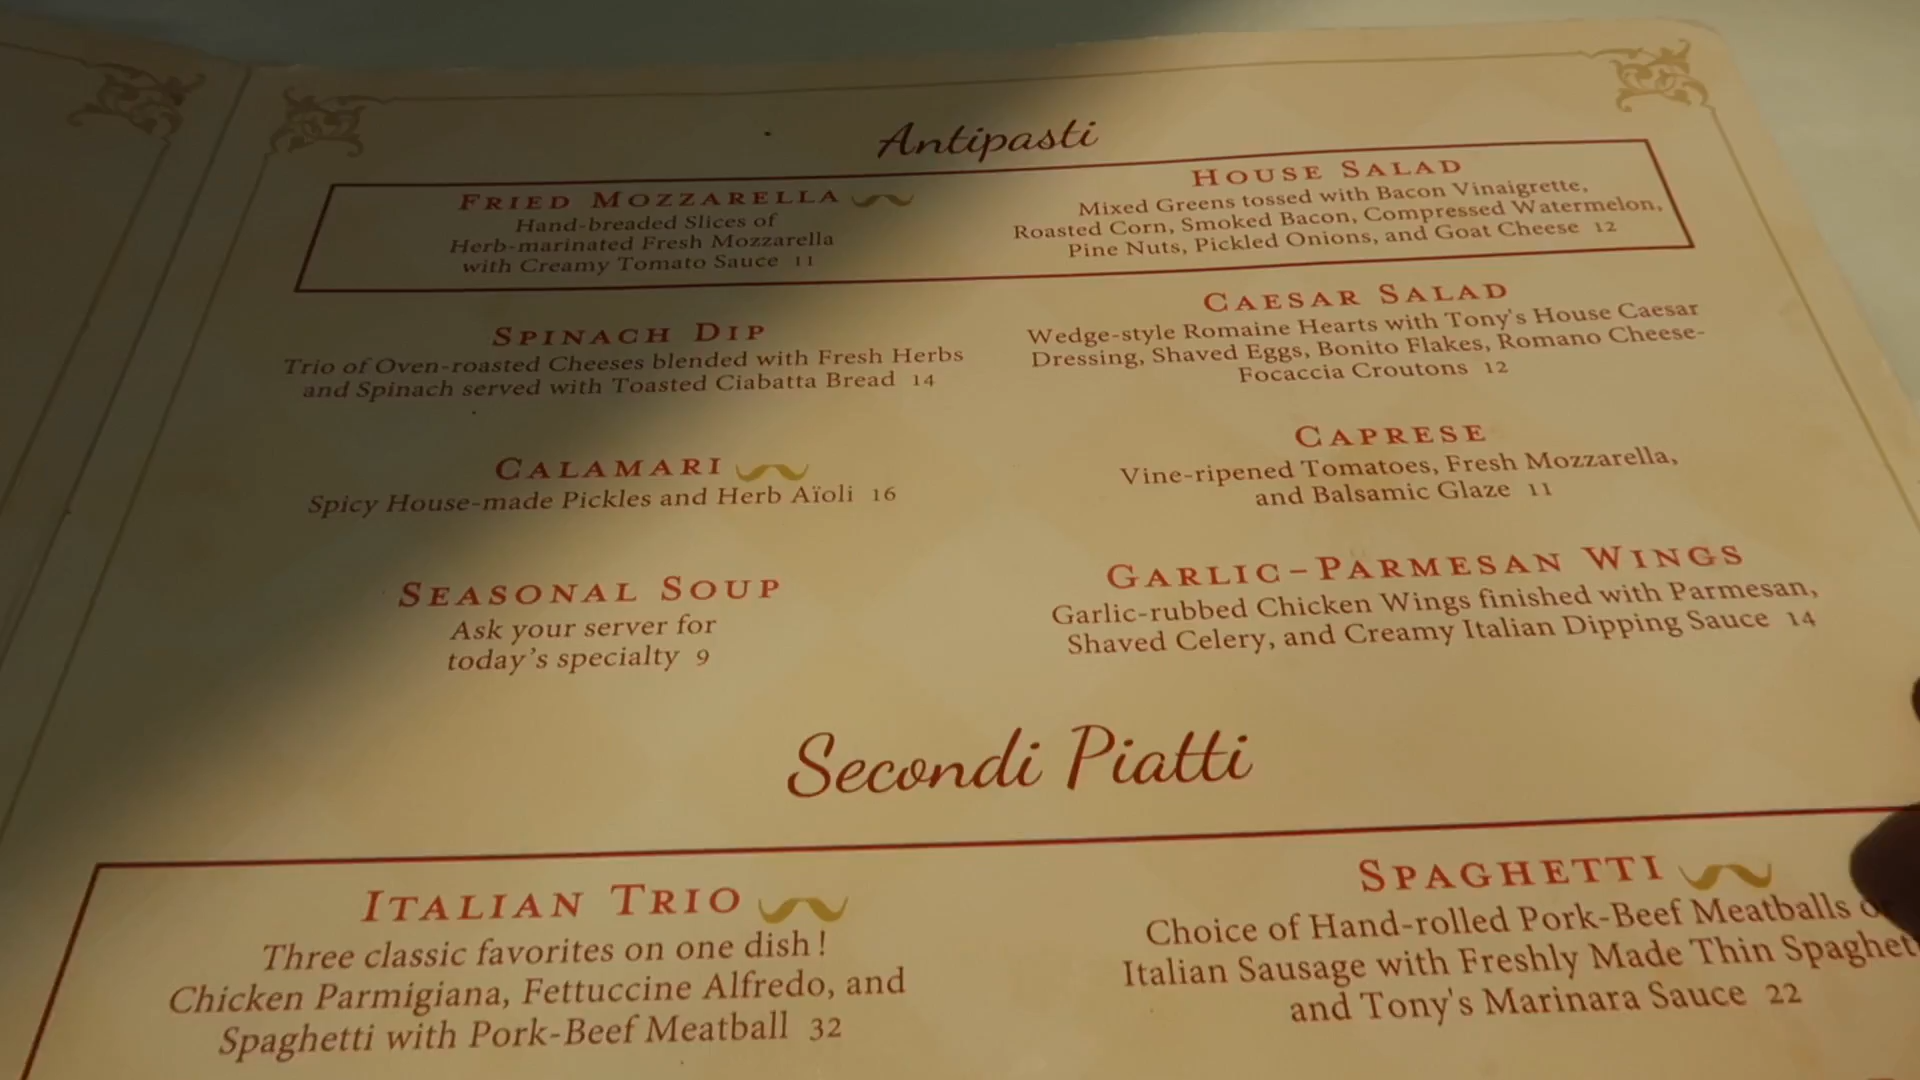 Antipasti
FRIED MOZZARELLA
Hand-breaded Slices of
Herb-marinated Fresh Mozzarella
with Creamy Tomato Sauce 11
HOUSE SALAD
Mixed Greens tossed with Bacon Vinaigrette,
Roasted Corn, Smoked Bacon, Compressed Watermelon,
Pine Nuts, Pickled Onions, and Goat Cheese 12
SPINACH DIP
Trio of Oven-roasted Cheeses blended with Fresh Herbs
and Spinach served with Toasted Ciabatta Bread 14
CAESAR SALAD
Wedge-style Romaine Hearts with Tony's House Caesar
Dressing, Shaved Eggs, Bonito Flakes, Romano Cheese-
Focaccia Croutons 12
CALAMARI
Spicy House-made Pickles and Herb Aïoli 16
CAPRESE
Vine-ripened Tomatoes, Fresh Mozzarella,
and Balsamic Glaze 11
SEASONAL SOUP
Ask your server for
today's specialty 9
GARLIC-PARMESAN WINGS
Garlic-rubbed Chicken Wings finished with Parmesan,
Shaved Celery, and Creamy Italian Dipping Sauce 14
Secondi Piatti
ITALIAN TRIO
Three classic favorites on one dish!
Chicken Parmigiana, Fettuccine Alfredo, and
Spaghetti with Pork-Beef Meatball 32
SPAGHETTI
Choice of Hand-rolled Pork-Beef Meatballs
Italian Sausage with Freshly Made Thin
and Tony's Marinara Sauce 22